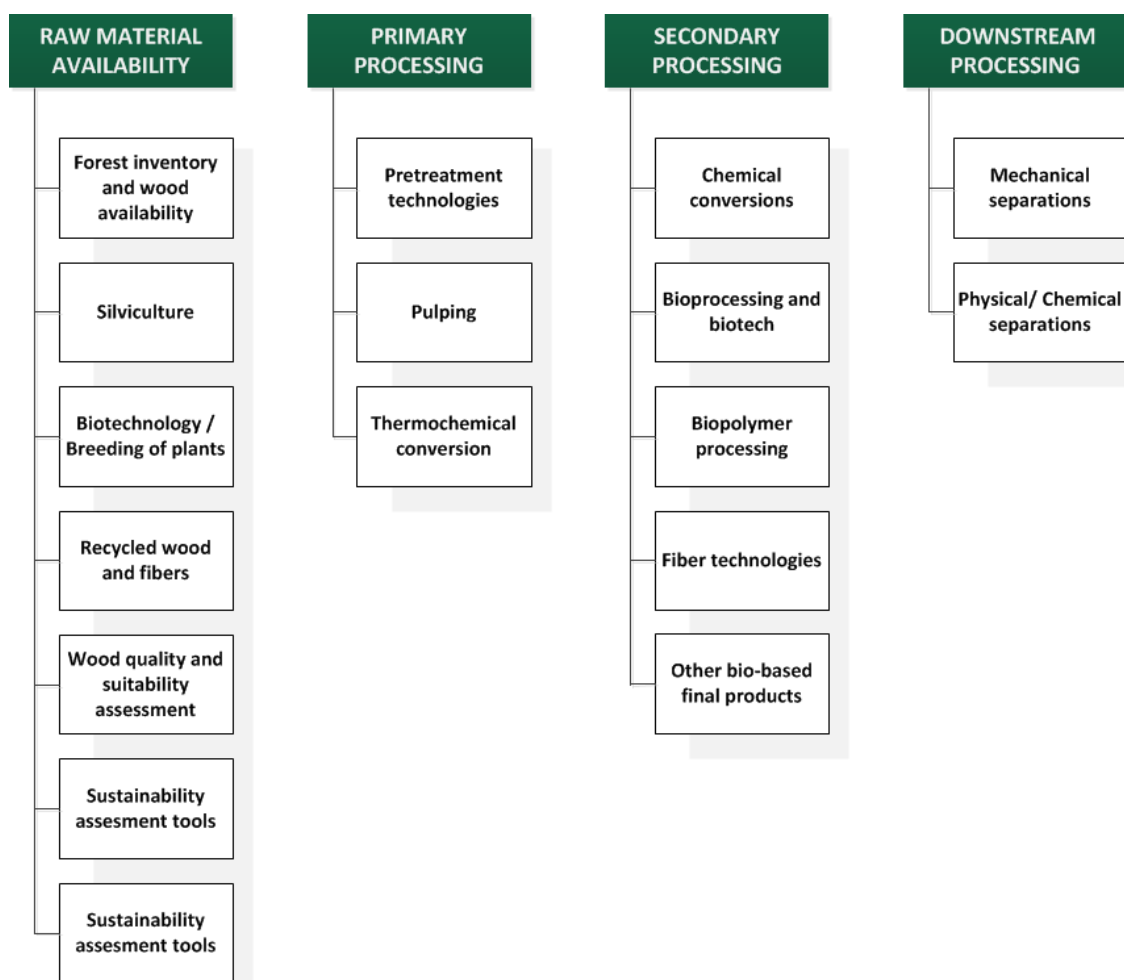 RAW MATERIAL
AVAILABILITY
Forest inventory
and wood
availability
Silviculture
Biotechnology /
Breeding of plants
Recycled wood
and fibers
Wood quality and
suitability
assessment
Sustainability
assesment tools
Sustainability
assesment tools
PRIMARY
PROCESSING
Pretreatment
technologies
Pulping
Thermochemical
conversion
SECONDARY
PROCESSING
Chemical
conversions
Bioprocessing and
biotech
Biopolymer
processing
Fiber technologies
Other bio-based
final products
DOWNSTREAM
PROCESSING
Mechanical
separations
Physical/ Chemical
separations